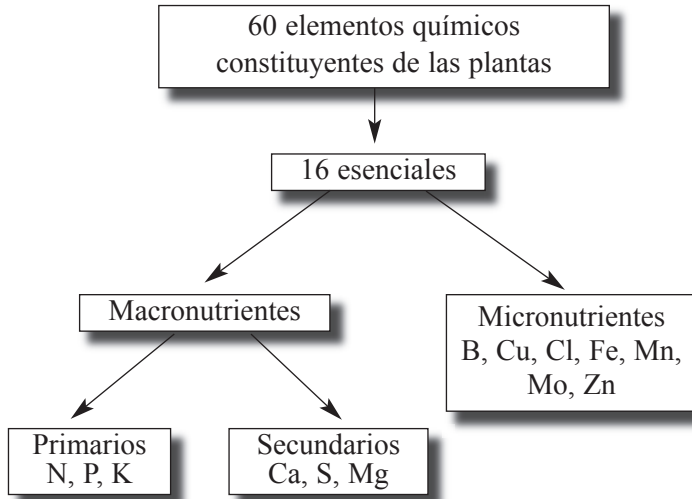 60 elementos químicos
constituyentes de las plantas
16 esenciales
Macronutrientes
Micronutrientes
B, Cu, Cl, Fe, Mn,
Mo, Zn
Primarios
N, P, K
Secundarios
Ca, S, Mg